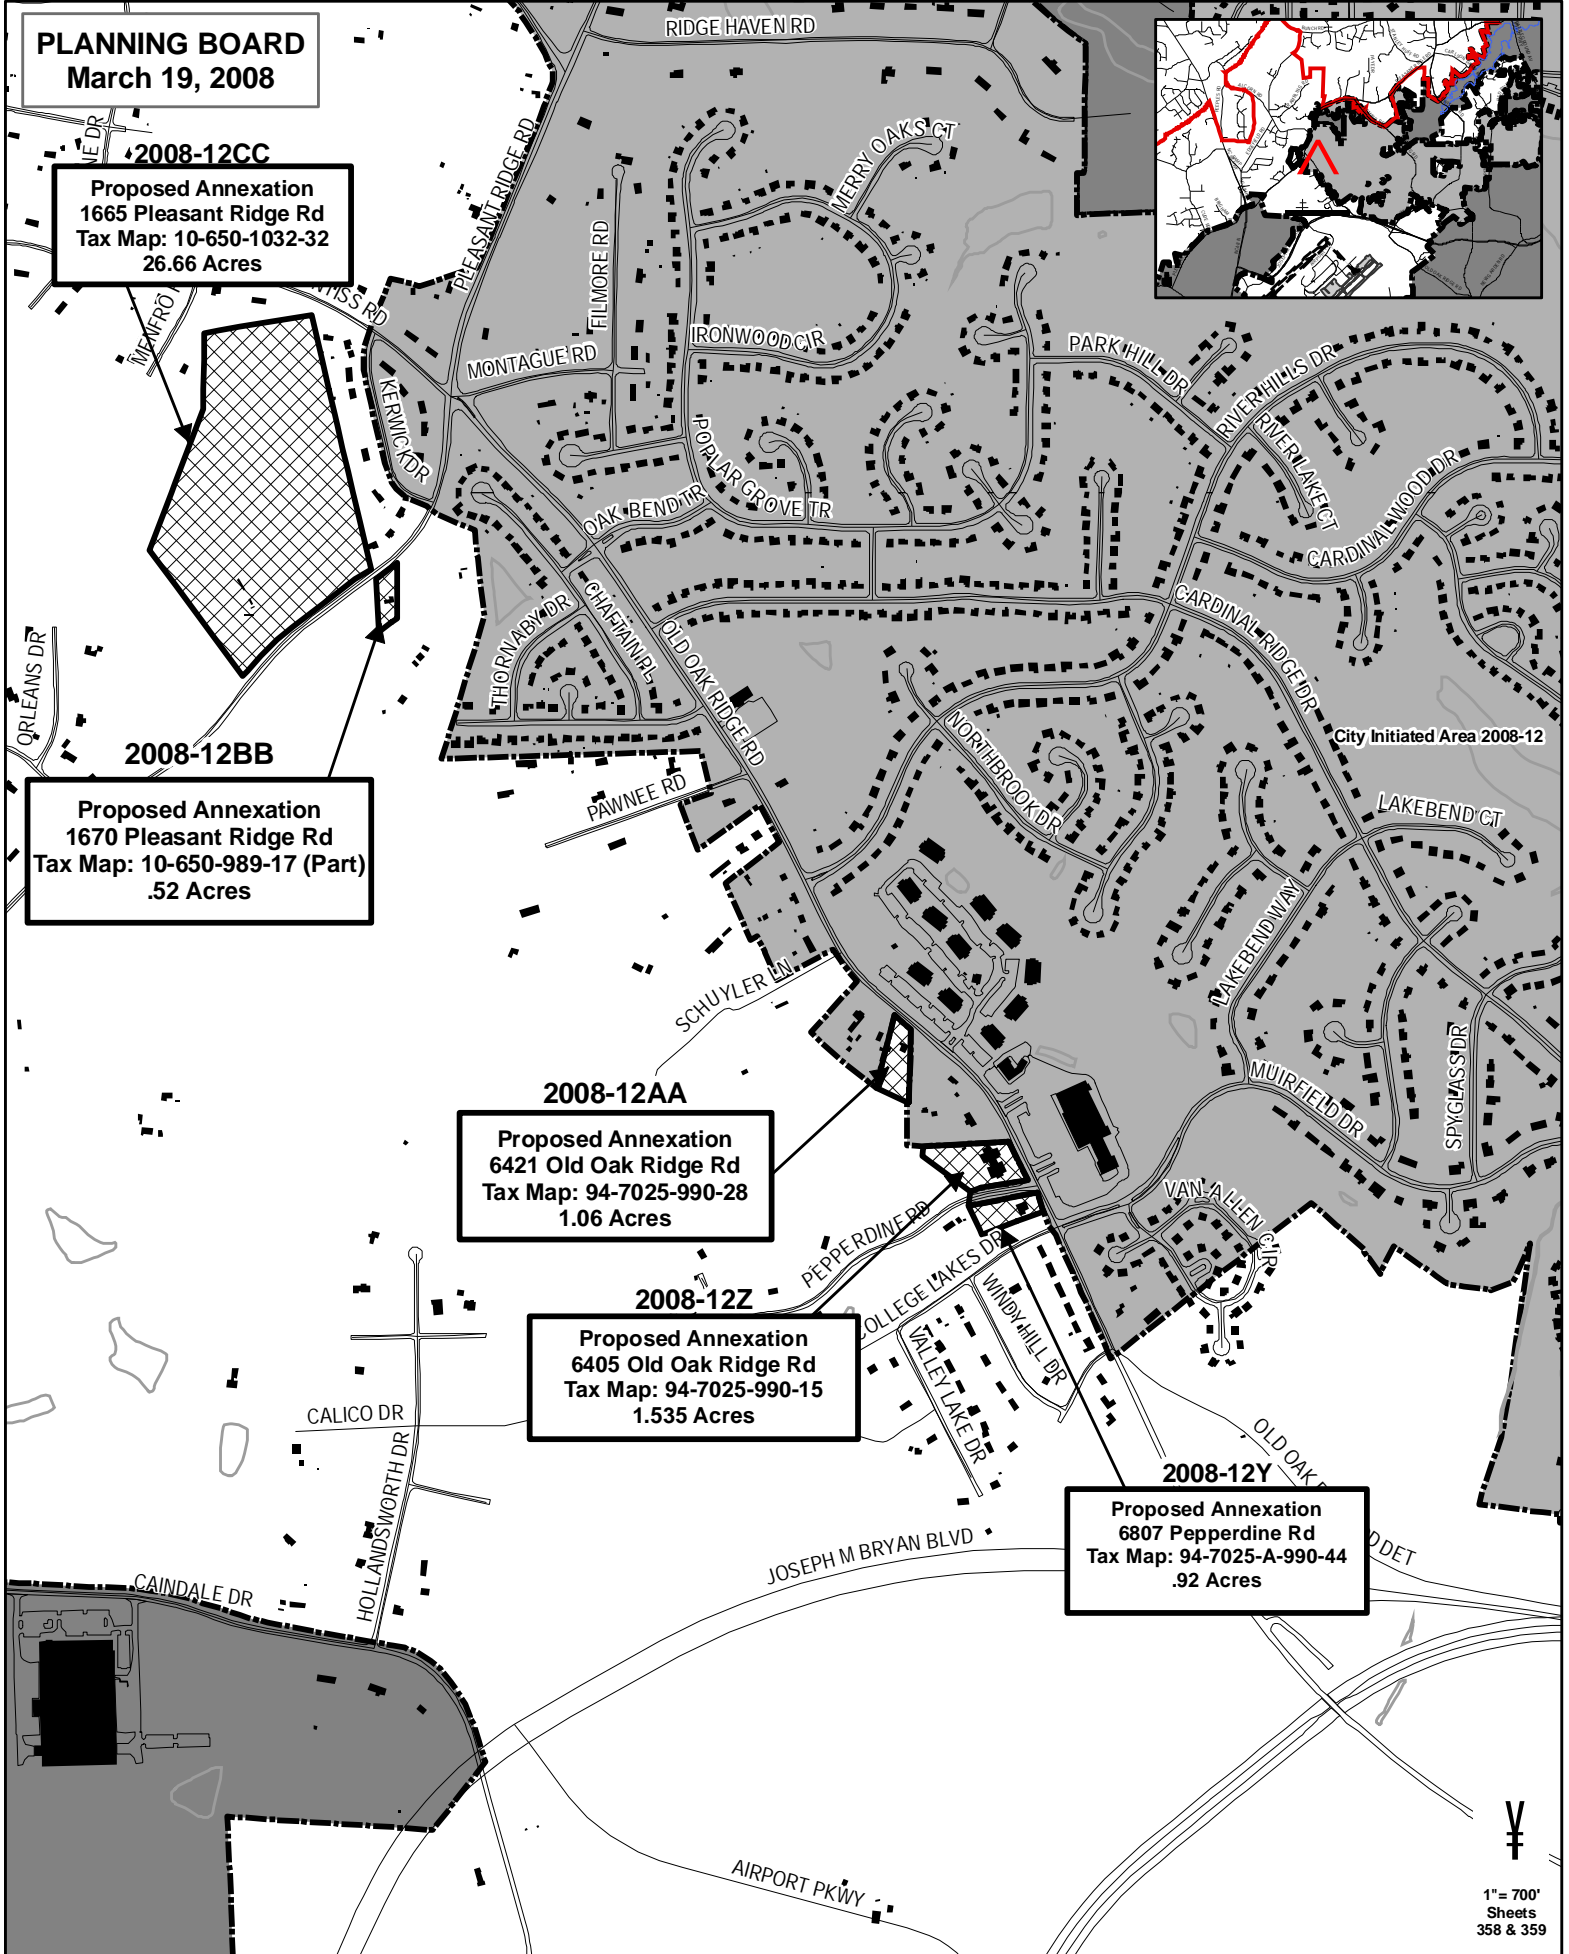 PLANNING BOARD
March 19, 2008
RIDGE HAVEN RD
2008-12CC
Proposed Annexation
1665 Pleasant Ridge Rd
Tax Map: 10-650-1032-32
26.66 Acres
PLEASANT RIDGE RD
MERRY OAKS CT
FILMORE RD
IRONWOOD CIR
MONTAGUE RD
KERWICK DR
PARK HILL DR
RIVER HILLS DR
RIVER LAKE CT
CARDINAL WOOD DR
POPLAR GROVE TR
OAK BEND TR
CHAFTAIN PL
THORNABY DR
OLD OAK RIDGE RD
CARDINAL RIDGE DR
ORLEANS DR
City Initiated Area 2008-12
2008-12BB
Proposed Annexation
1670 Pleasant Ridge Rd
Tax Map: 10-650-989-17 (Part)
.52 Acres
PAWNEE RD
NORTHBROOK DR
LAKEBEND CT
LAKEBEND WAY
SCHUYLER LN
SPYGLASS DR
MUIRFIELD DR
2008-12AA
Proposed Annexation
6421 Old Oak Ridge Rd
Tax Map: 94-7025-990-28
1.06 Acres
VAN ALLEN CIR
PEPPERDINE RD
COLLEGE LAKES DR
WINDY HILL DR
VALLEY LAKE DR
2008-12Z
Proposed Annexation
6405 Old Oak Ridge Rd
Tax Map: 94-7025-990-15
1.535 Acres
CALICO DR
HOLLANDSWORTH DR
OLD OAK
D DET
2008-12Y
Proposed Annexation
6807 Pepperdine Rd
Tax Map: 94-7025-A-990-44
.92 Acres
JOSEPH M BRYAN BLVD
CAINDALE DR
AIRPORT PKWY
1"= 700'
Sheets
358 & 359